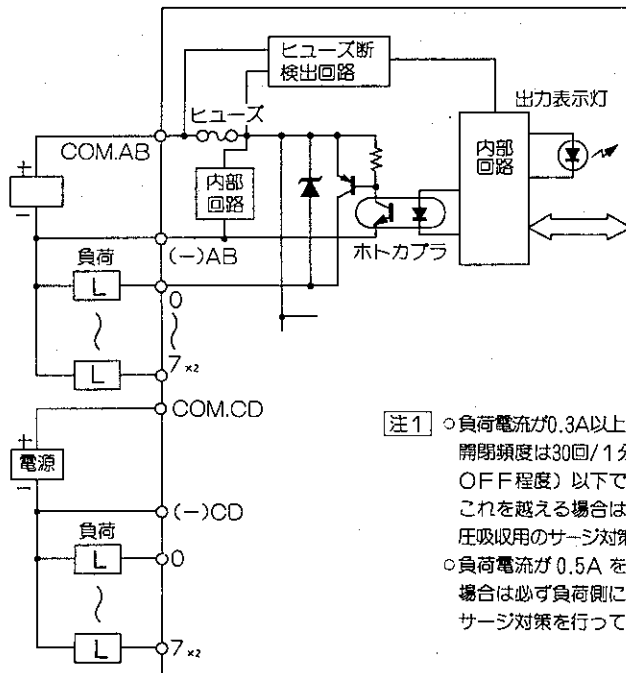 ヒューズ断
検出回路
ヒューズ
出力表示灯
COM.AB
+
内部
回路
内部
回路
-
(-)AB
ホトカプラ
負荷
L
0
L
7×2
COM.CD
+
電源
-
(-)CD
負荷
L
0
L
7×2
注1 ○負荷電流が0.3A以上
開閉頻度は30回/1分
OFF程度)以下で
これを越える場合は
圧吸収用のサージ対策
○負荷電流が0.5A を
場合は必ず負荷側に
サージ対策を行って